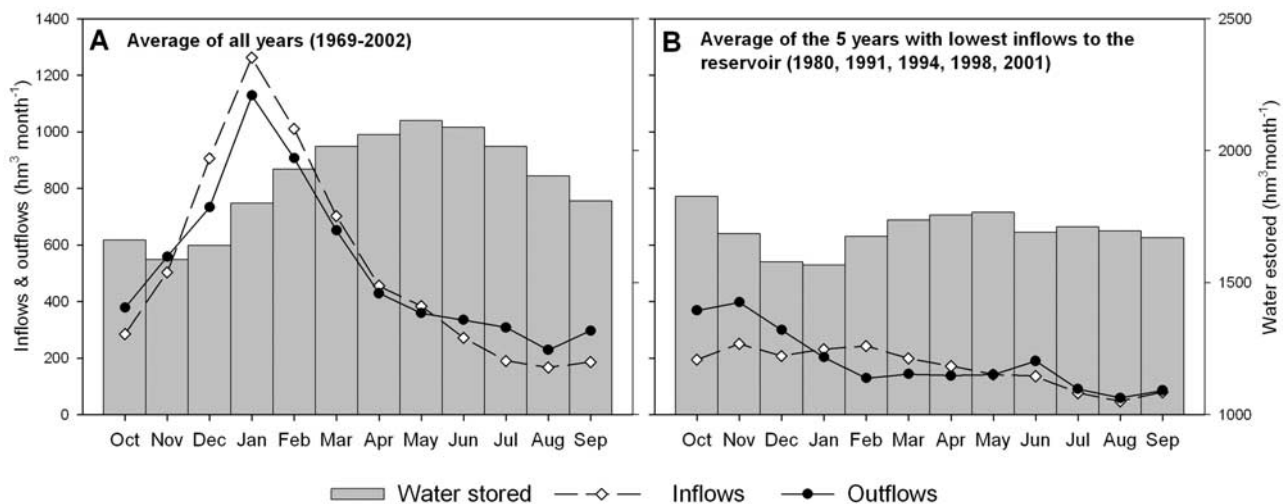 A Average of all years (1969-2002)
B Average of the 5 years with lowest inflows to the
reservoir (1980, 1991, 1994, 1998, 2001)
Inflows & outflows (hm³ month⁻¹)
1400
1200
1000
800
600
400
200
0
Oct Nov Dec Jan Feb Mar Apr May Jun Jul Aug Sep
Oct Nov Dec Jan Feb Mar Apr May Jun Jul Aug Sep
2500
2000
1500
1000
Water estored (hm³month⁻¹)
Water stored Inflows Outflows